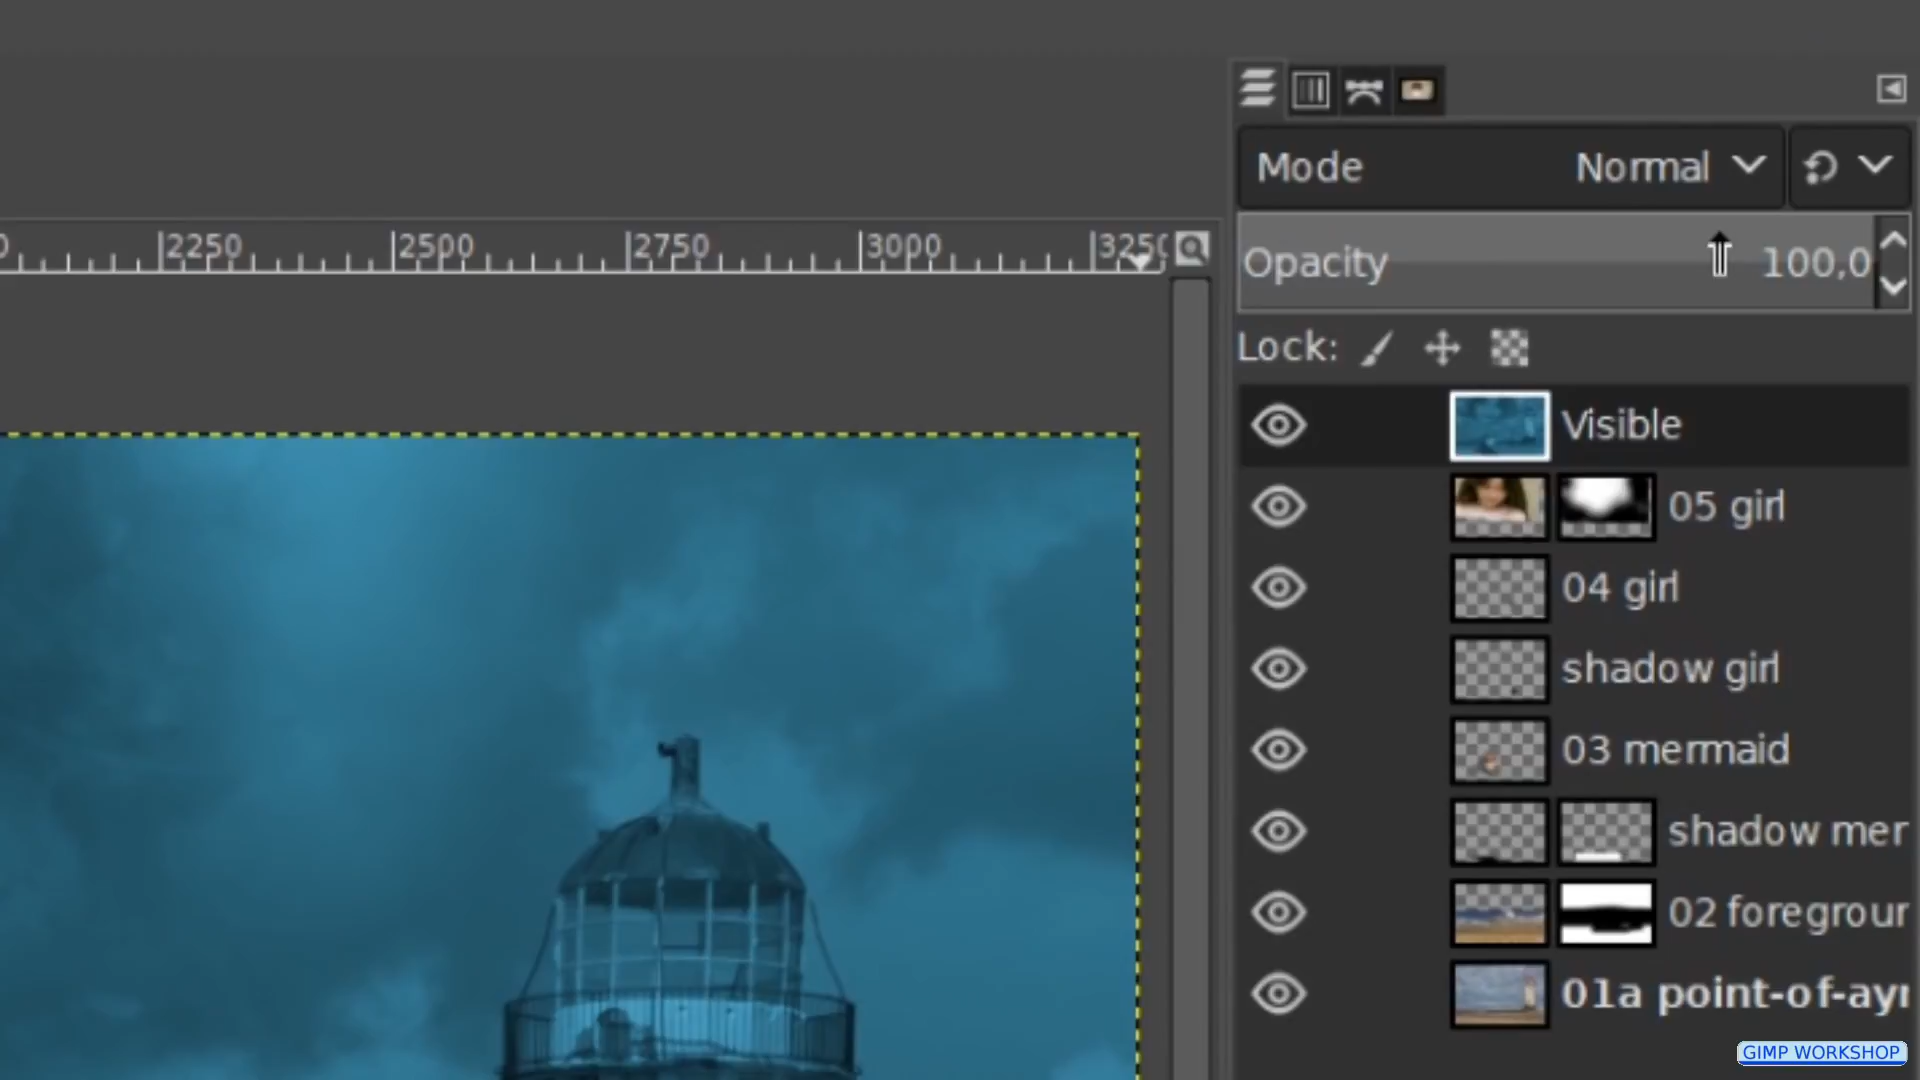 Mode Normal
2250 2500 2750 3000 3250
Opacity 100,0
Lock:
Visible
05 girl
04 girl
shadow girl
03 mermaid
shadow mer
02 foregrour
01a point-of-ayr
GIMP WORKSHOP